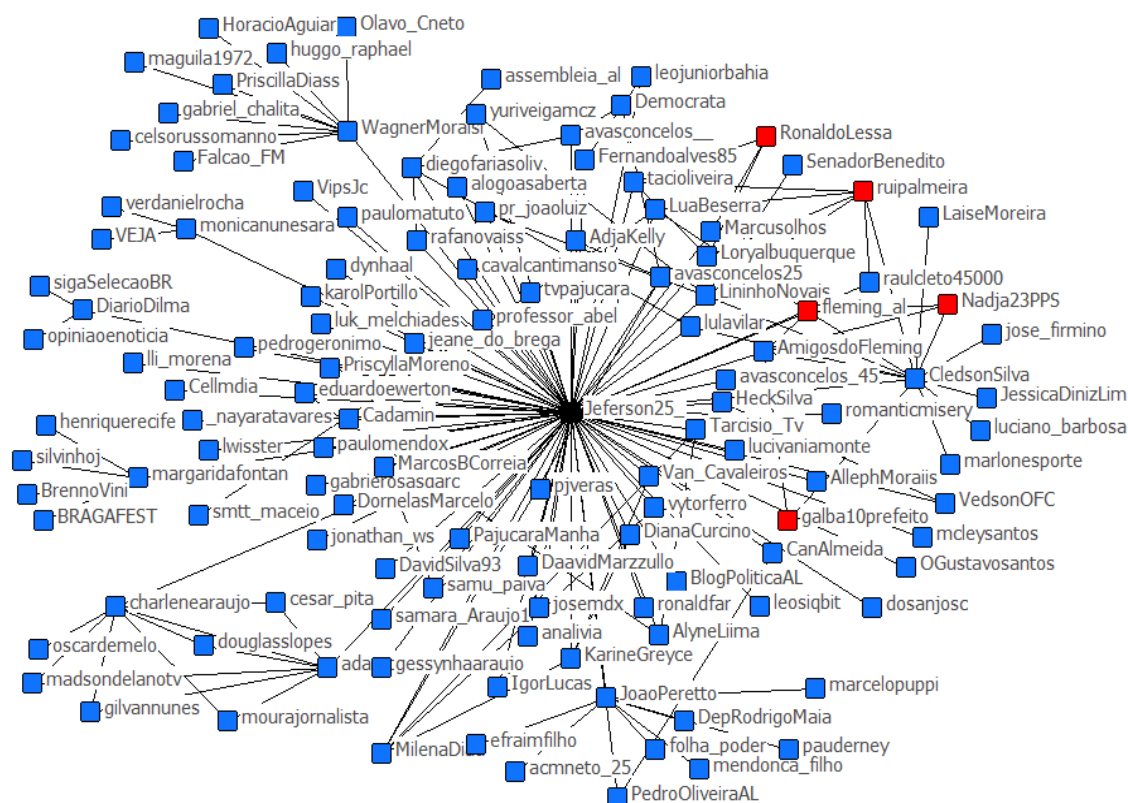 HoracioAguiar
Olavo_Cneto
maguila1972
huggo_raphael
PriscillaDiass
assembleia_al
leojuniorbahia
gabriel_chalita
yuriveigamcz
Democrata
celsorussomanno
WagnerMoraisr
avasconcelos__
RonaldoLessa
Falcao_FM
diegofariasoliv.
Fernandoalves85
SenadorBenedito
verdanielrocha
VipsJc
alogoasaberta
tacioliveira
ruipalmeira
VEJA
monicanunesara
paulomatuto
pr_joaoluiz
LuaBeserra
Marcusolhos
LaiseMoreira
rafanovaiss
AdjaKelly
Loryalbuquerque
sigaSelecaoBR
dynhaal
cavalcantimanso
avasconcelos25
raulcleto45000
DiarioDilma
karolPortillo
tvpajucara
LininhoNovais
fleming_al
Nadja23PPS
opiniaoenoticia
luk_melchiades
professor_abel
lulavilar
jose_firmino
lli_morena
pedrogeronimo
jeane_do_brega
AmigosdoFleming
Cellmdia
PriscyllaMoreno
avasconcelos_45
CledsonSilva
henriquerecife
_nayaratavares
eduardoewerton
Jeferson25_
HeckSilva
JessicaDinizLim
Cadamin
romanticmisery
luciano_barbosa
silvinhoj
lwisster
paulomendox
Tarcisio_Tv
lucivaniamonte
marlonesporte
BrennoVini
margaridafontan
MarcosBCorreia
Van_Cavaleiros
AllephMoraiis
BRAGAFEST
smtt_maceio
gabrierosasgarc
DornelasMarcelo
pjveras
vytorferro
VedsonOFC
jonathan_ws
PajucaraManha
DianaCurcino
galba10prefeito
mcleysantos
DavidSilva93
DaavidMarzzullo
CanAlmeida
OGustavosantos
charlenearaujo
cesar_pita
samu_paiva
BlogPoliticaAL
oscardemelo
douglasslopes
samara_Araujo1
josemdx
ronaldfar
leosiqbit
dosanjosc
madsondelanotv
ada
gessynhaaraujo
analivia
AlyneLiima
gilvannunes
mourajornalista
KarineGreyce
IgorLucas
JoaoPeretto
marcelopuppi
MilenaDi
efraimfilho
DepRodrigoMaia
acmneto_25
folha_poder
pauderney
mendonca_filho
PedroOliveiraAL